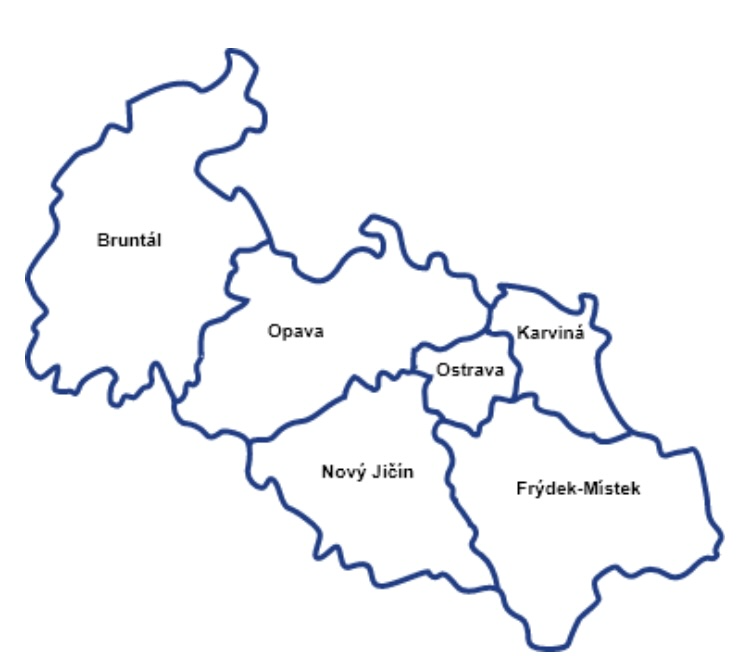 Bruntál
Opava
Karviná
Ostrava
Nový Jičín
Frýdek-Místek